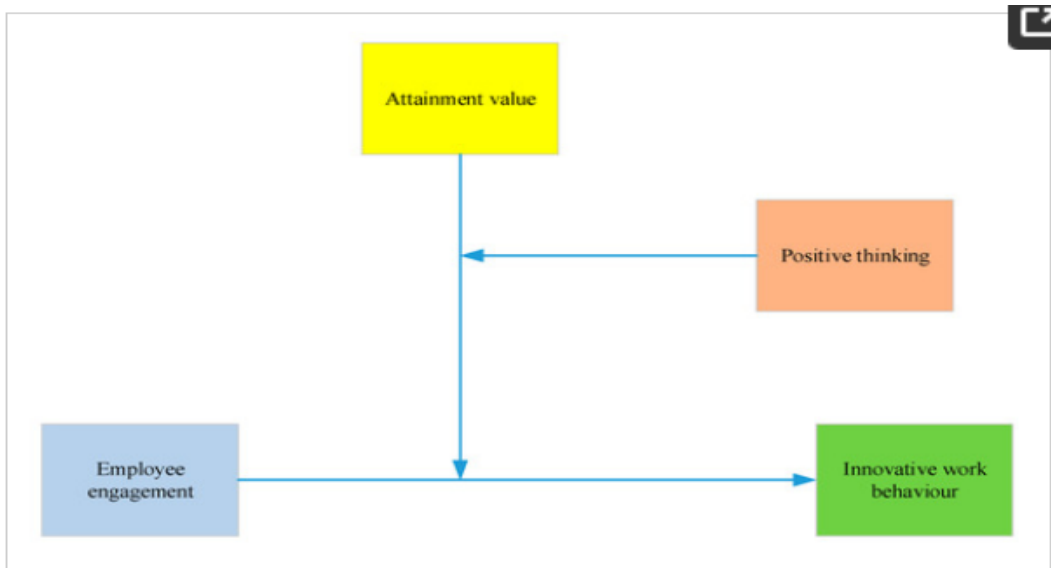 Attainment value
Positive thinking
Employee
engagement
Innovative work
behaviour